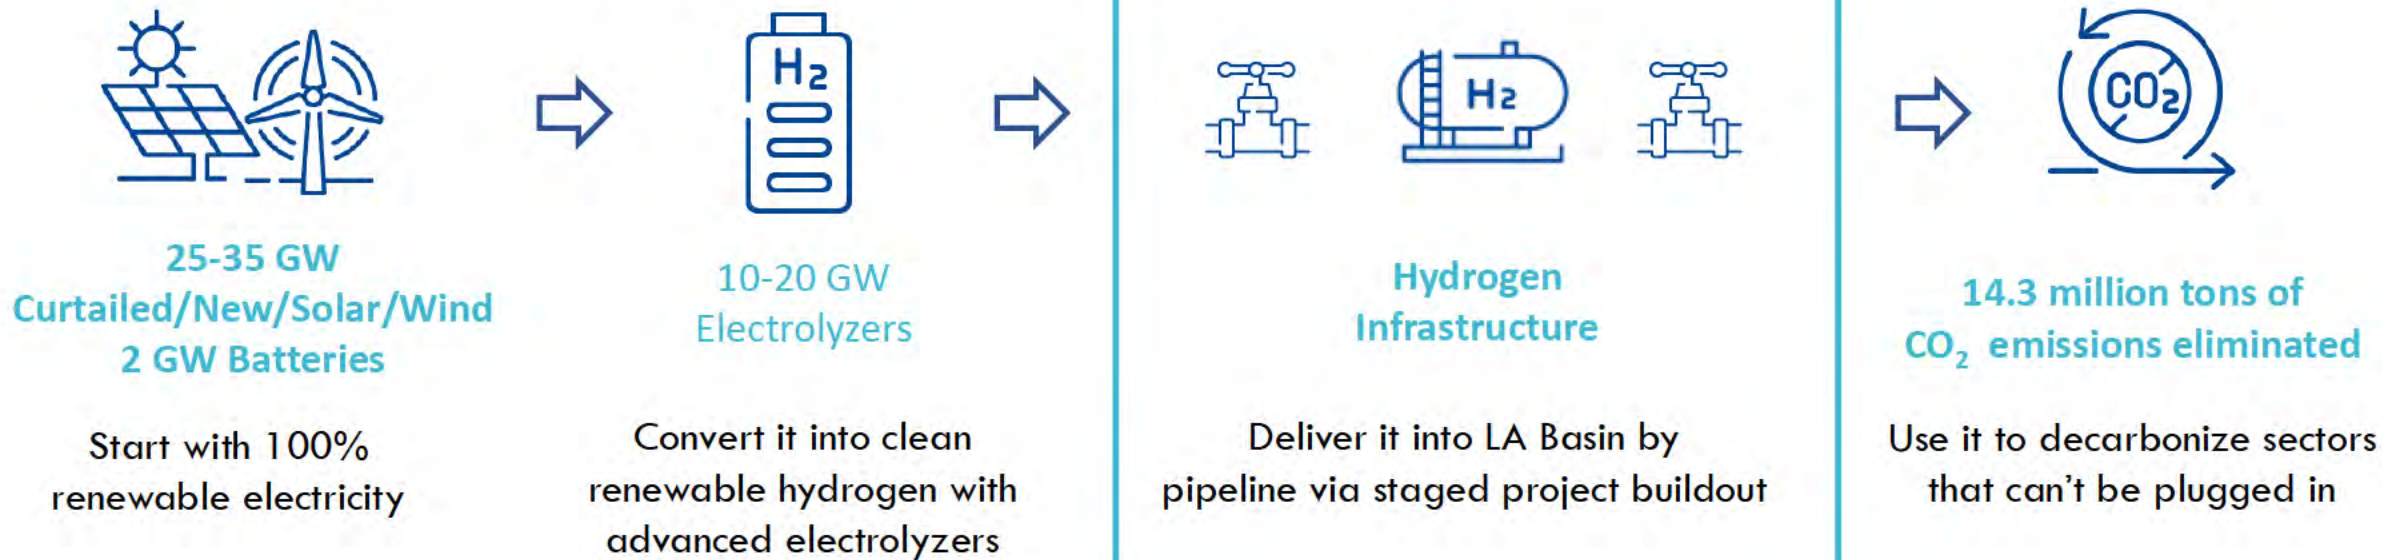 H2
25-35 GW
Curtailed/New/Solar/Wind
2 GW Batteries
Start with 100%
renewable electricity
10-20 GW
Electrolyzers
Convert it into clean
renewable hydrogen with
advanced electrolyzers
H2
Hydrogen
Infrastructure
Deliver it into LA Basin by
pipeline via staged project buildout
CO2
14.3 million tons of
CO₂ emissions eliminated
Use it to decarbonize sectors
that can't be plugged in